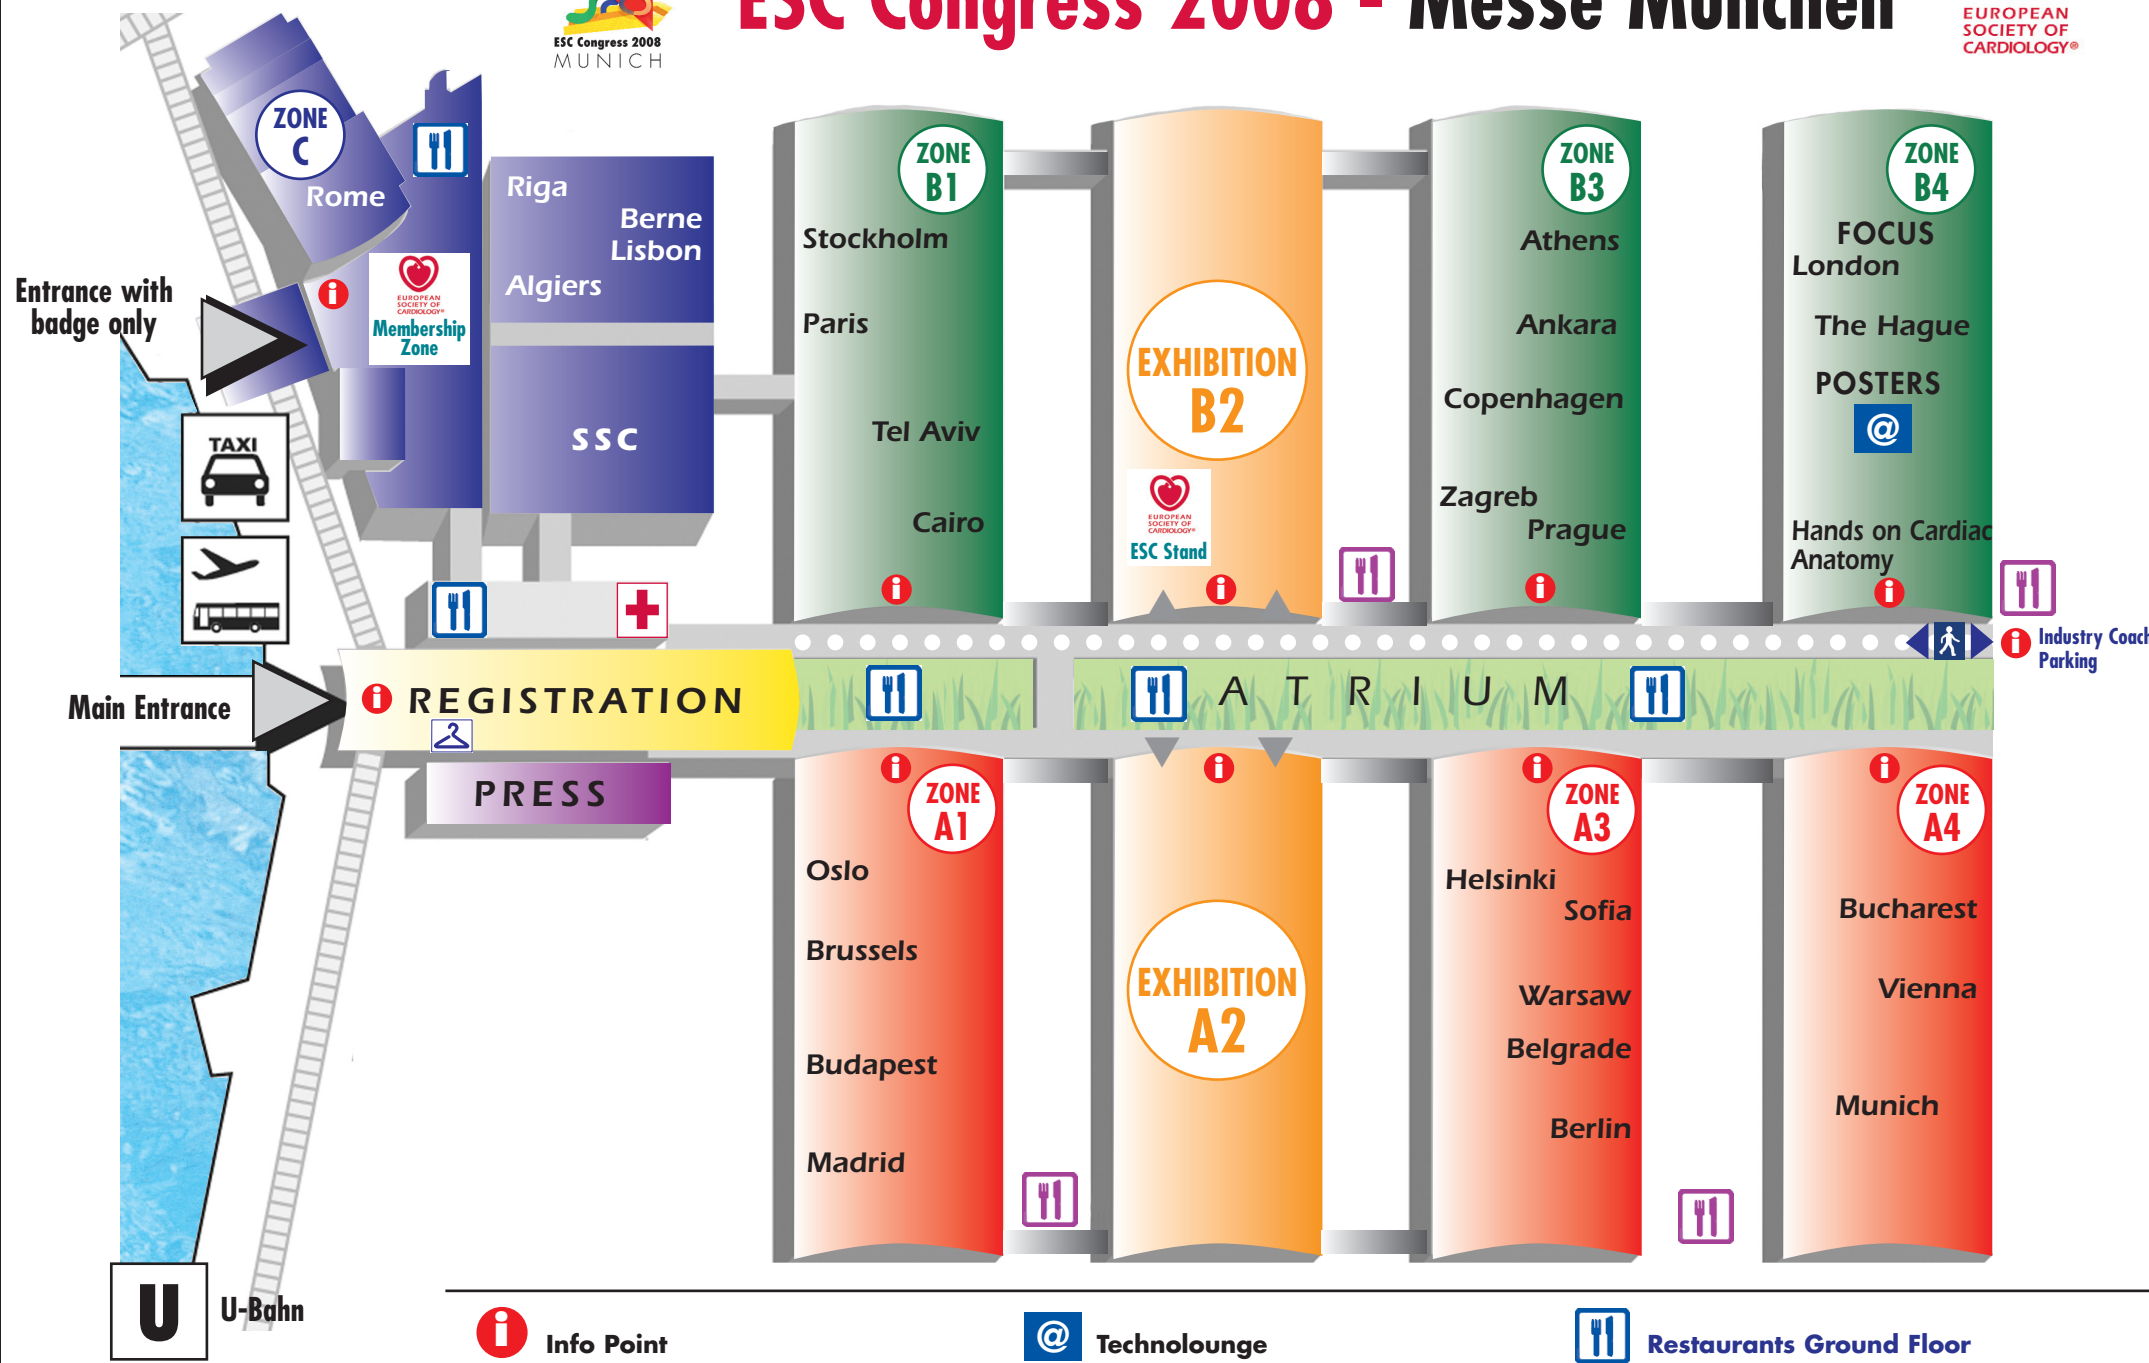 ESC Congress 2008 - Messe München
ESC Congress 2008
MUNICH
EUROPEAN
SOCIETY OF
CARDIOLOGY®
ZONE
C
Rome
Riga
Berne
Lisbon
Algiers
SSC
EUROPEAN
SOCIETY OF
CARDIOLOGY®
Membership
Zone
Entrance with
badge only
TAXI
ZONE
B1
Stockholm
Paris
Tel Aviv
Cairo
i
EXHIBITION
B2
EUROPEAN
SOCIETY OF
CARDIOLOGY®
ESC Stand
i
ZONE
B3
Athens
Ankara
Copenhagen
Zagreb
Prague
i
ZONE
B4
FOCUS
London
The Hague
POSTERS
@
Hands on Cardiac
Anatomy
i
i
Industry Coach
Parking
i
Main Entrance
i REGISTRATION
ATRIUM
PRESS
i
ZONE
A1
Oslo
Brussels
Budapest
Madrid
i
EXHIBITION
A2
i
ZONE
A3
Helsinki
Sofia
Warsaw
Belgrade
Berlin
i
ZONE
A4
Bucharest
Vienna
Munich
U U-Bahn
i Info Point
@ Technolounge
Restaurants Ground Floor